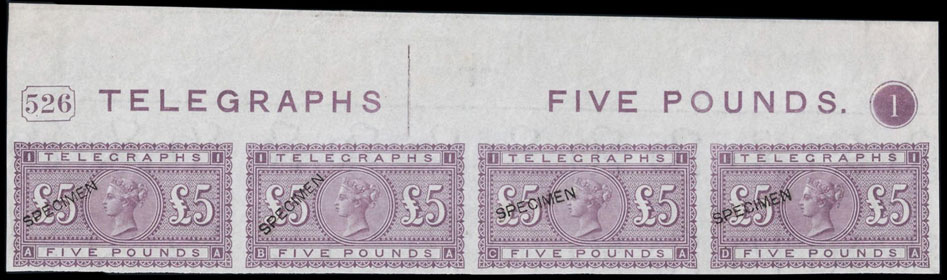 526 TELEGRAPHS FIVE POUNDS. 1
I TELEGRAPHS I I TELEGRAPHS I I TELEGRAPHS I I TELEGRAPHS I
£5 £5 £5 £5 £5 £5 £5 £5
SPECIMEN SPECIMEN SPECIMEN SPECIMEN
A FIVE POUNDS A B FIVE POUNDS A C FIVE POUNDS A D FIVE POUNDS A